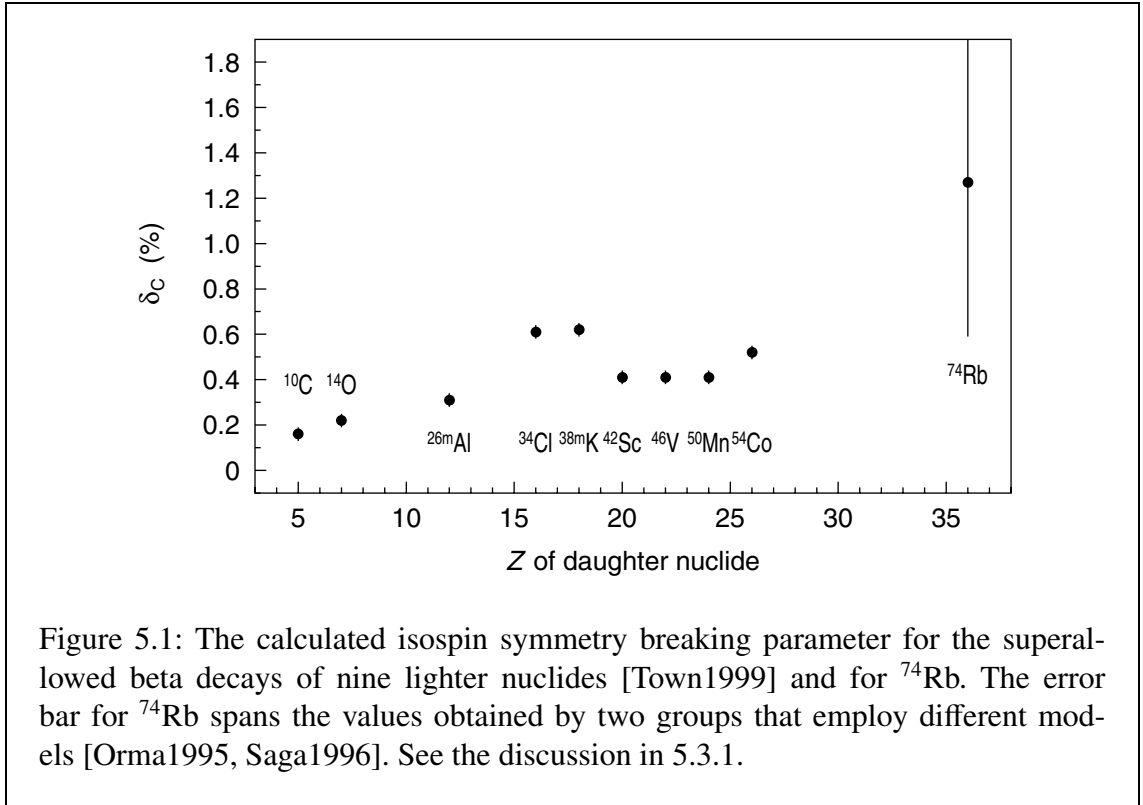 1.8
1.6
1.4
1.2
1.0
0.8
0.6
0.4
0.2
0
δC (%)
10C 14O
26mAl
34Cl 38mK 42Sc 46V 50Mn 54Co
74Rb
5 10 15 20 25 30 35
Z of daughter nuclide
Figure 5.1: The calculated isospin symmetry breaking parameter for the superal-
lowed beta decays of nine lighter nuclides [Town1999] and for 74Rb. The error
bar for 74Rb spans the values obtained by two groups that employ different mod-
els [Orma1995, Saga1996]. See the discussion in 5.3.1.